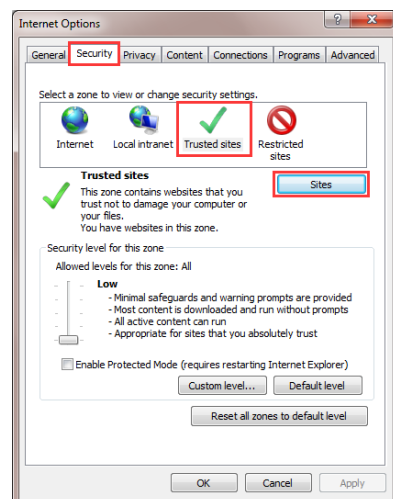 Internet Options
General Security Privacy Content Connections Programs Advanced
Select a zone to view or change security settings.
Internet Local intranet Trusted sites Restricted
sites
Trusted sites
Sites
This zone contains websites that you
trust not to damage your computer or
your files.
You have websites in this zone.
Security level for this zone
Allowed levels for this zone: All
Low
- Minimal safeguards and warning prompts are provided
- Most content is downloaded and run without prompts
- All active content can run
- Appropriate for sites that you absolutely trust
Enable Protected Mode (requires restarting Internet Explorer)
Custom level... Default level
Reset all zones to default level
OK Cancel Apply